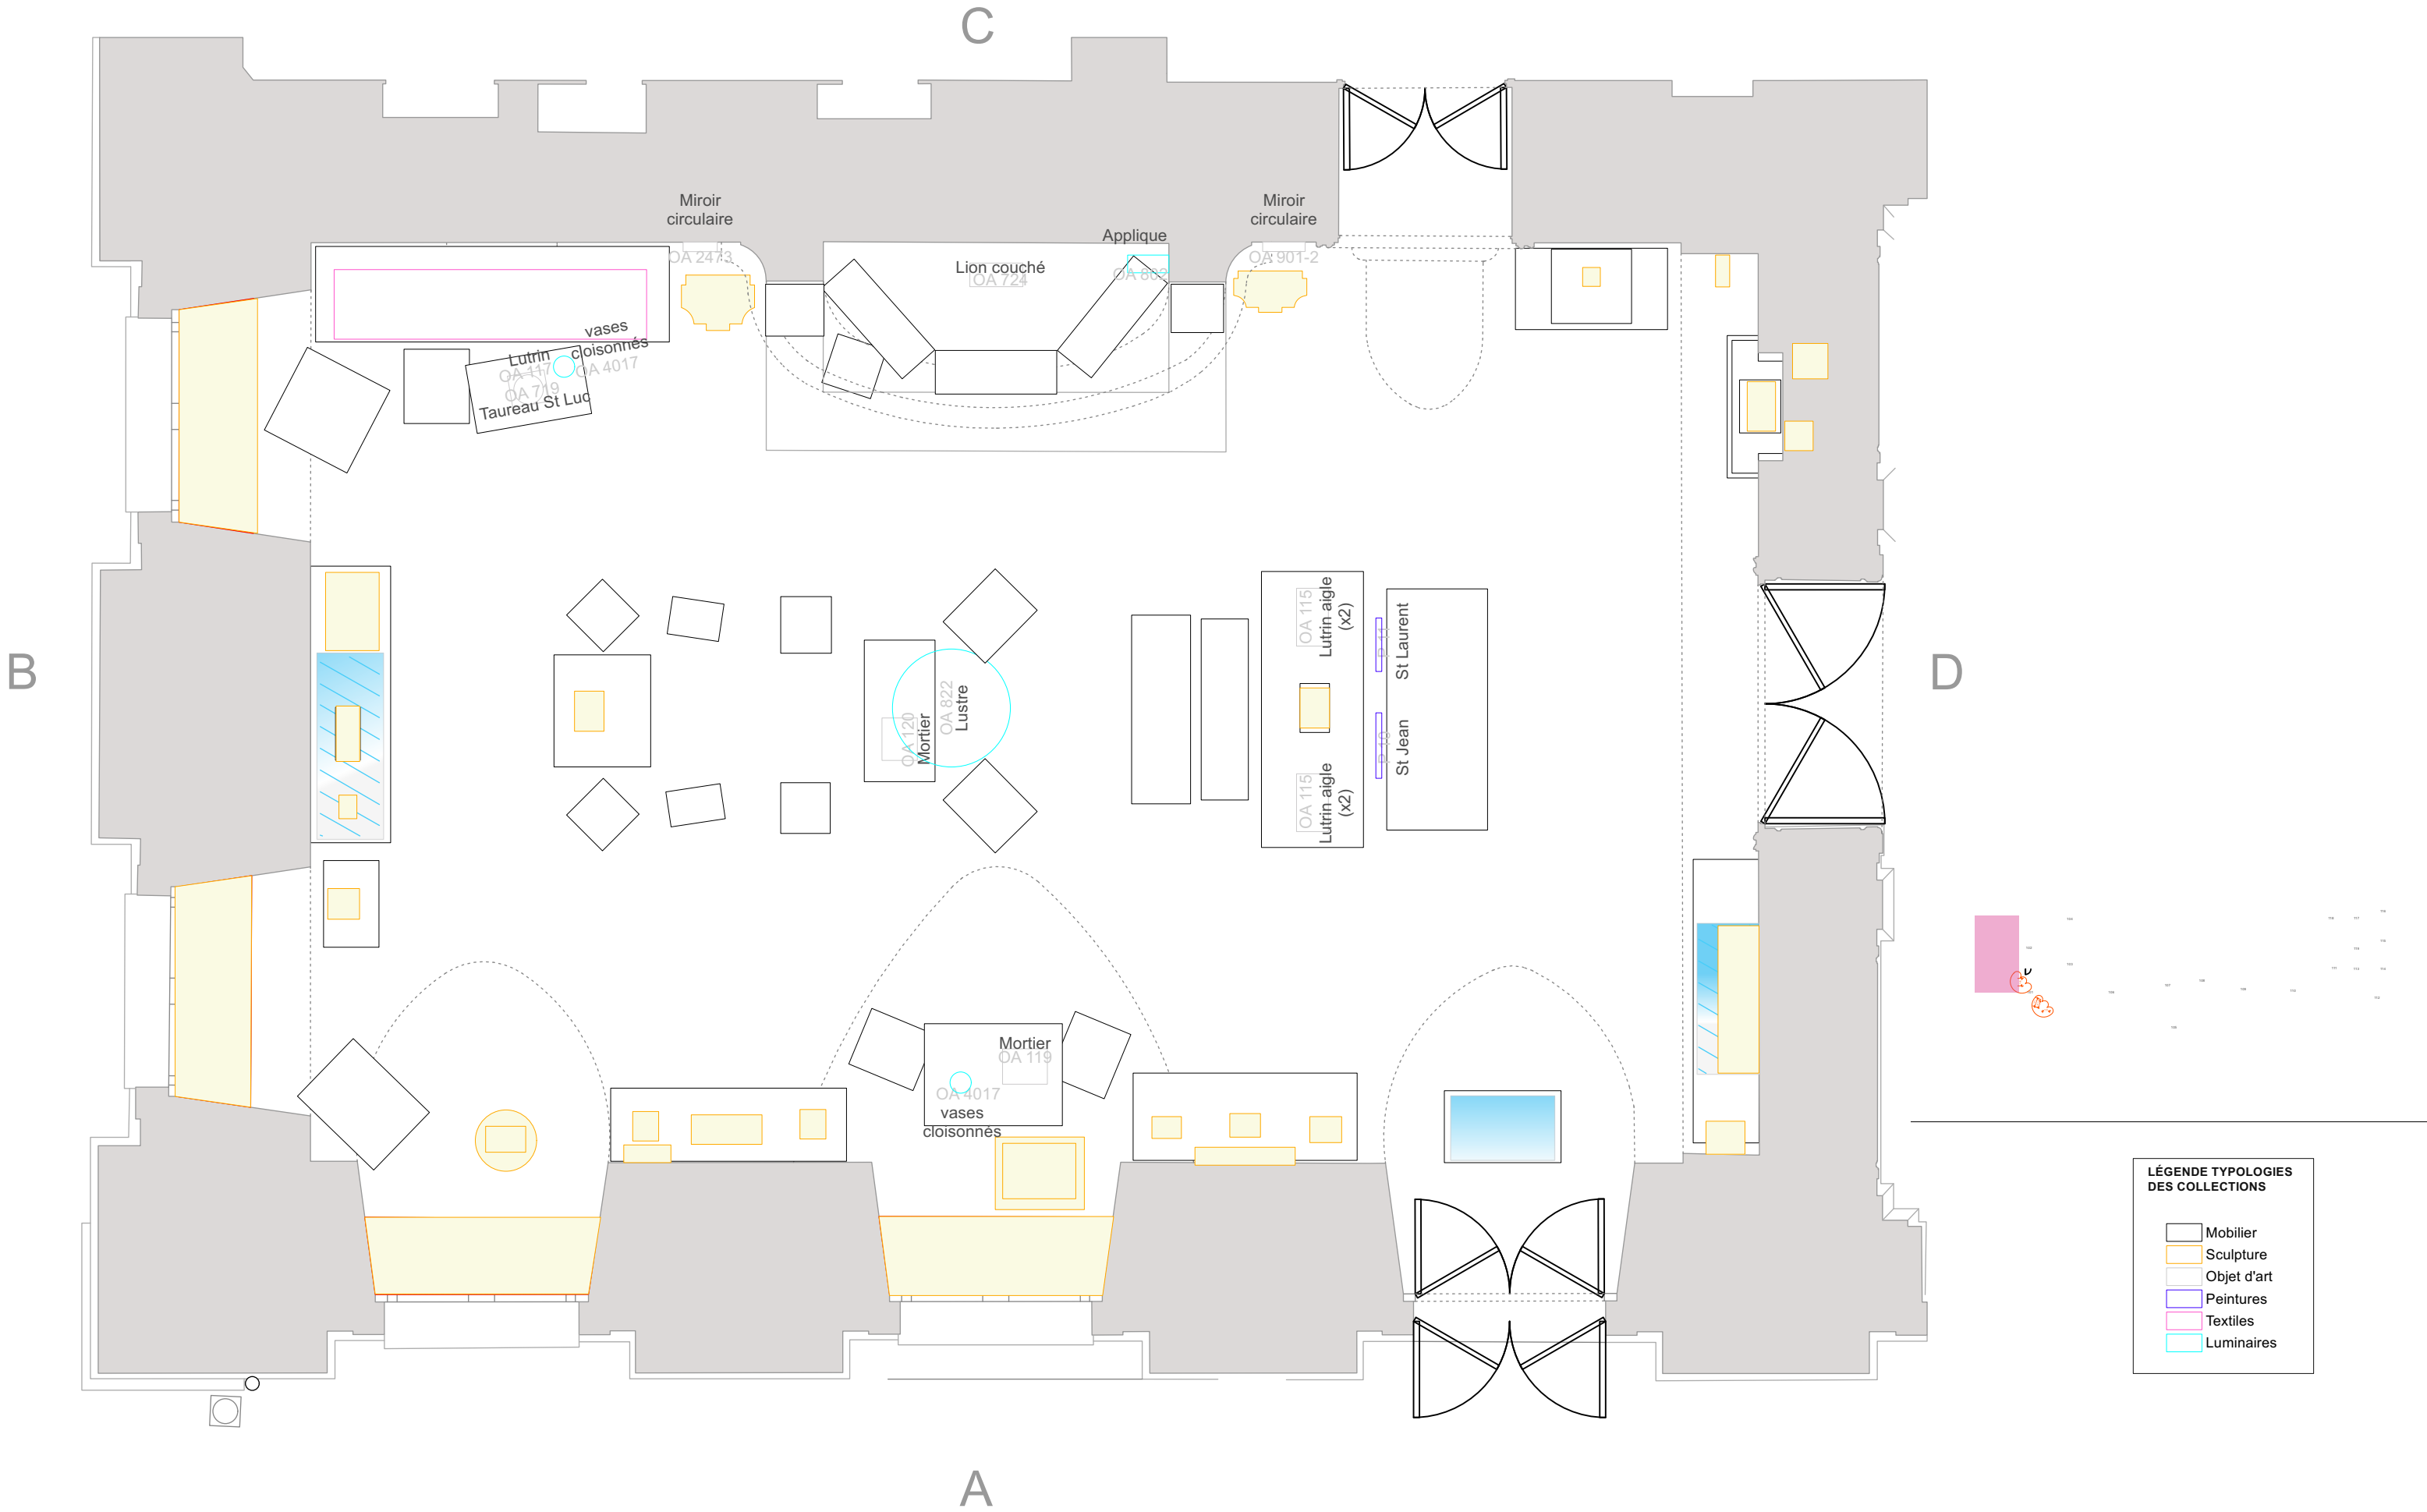 C
Miroir
circulaire
OA 2473
Applique
Lion couché
OA 724
OA 802
Miroir
circulaire
OA 901-2
vases
cloisonnés
OA 4017
Lutrin
OA 117
OA 719
Taureau St Luc
B
OA 120
Mortier
OA 822
Lustre
OA 115
Lutrin aigle
(x2)
P 11
St Laurent
P 10
St Jean
OA 115
Lutrin aigle
(x2)
D
Mortier
OA 119
OA 4017
vases
cloisonnés
LÉGENDE TYPOLOGIES
DES COLLECTIONS
Mobilier
Sculpture
Objet d'art
Peintures
Textiles
Luminaires
A